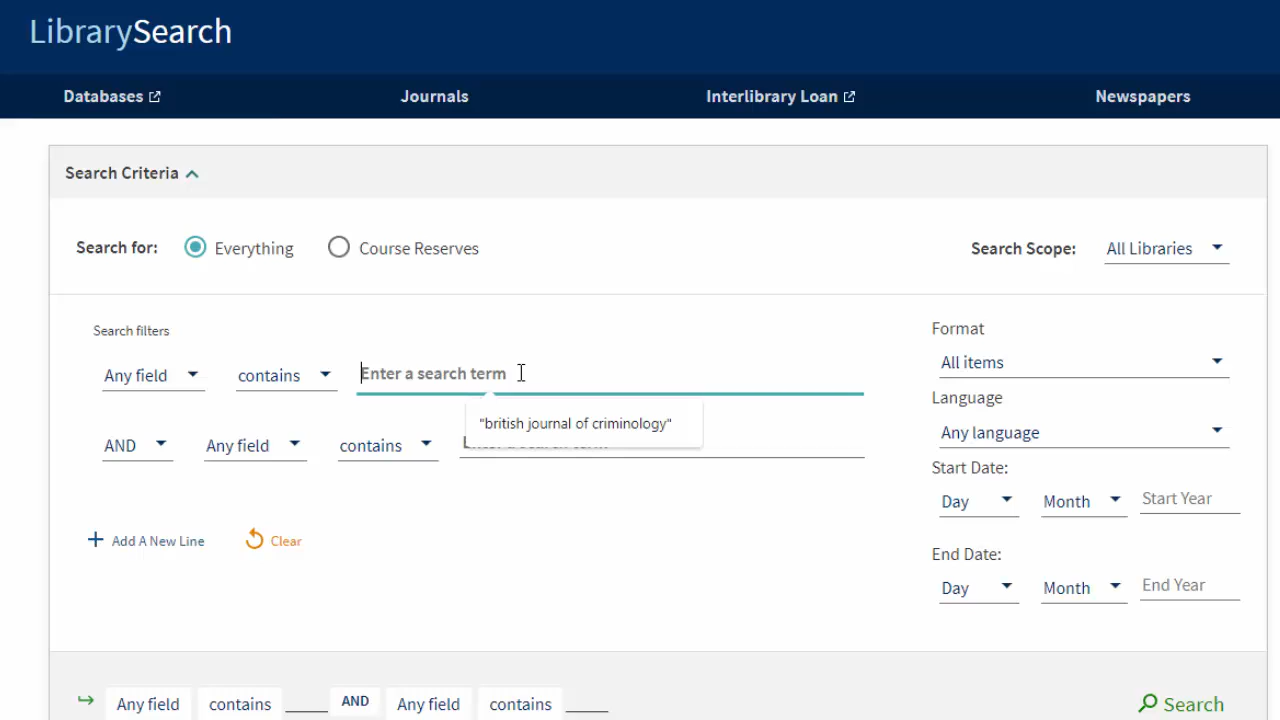 LibrarySearch
Databases Journals Interlibrary Loan Newspapers
Search Criteria
Search for: Everything Course Reserves Search Scope: All Libraries
Search filters
Any field contains Enter a search term
"british journal of criminology"
AND Any field contains
Add A New Line Clear
Format
All items
Language
Any language
Start Date:
Day Month Start Year
End Date:
Day Month End Year
Any field contains AND Any field contains
Search